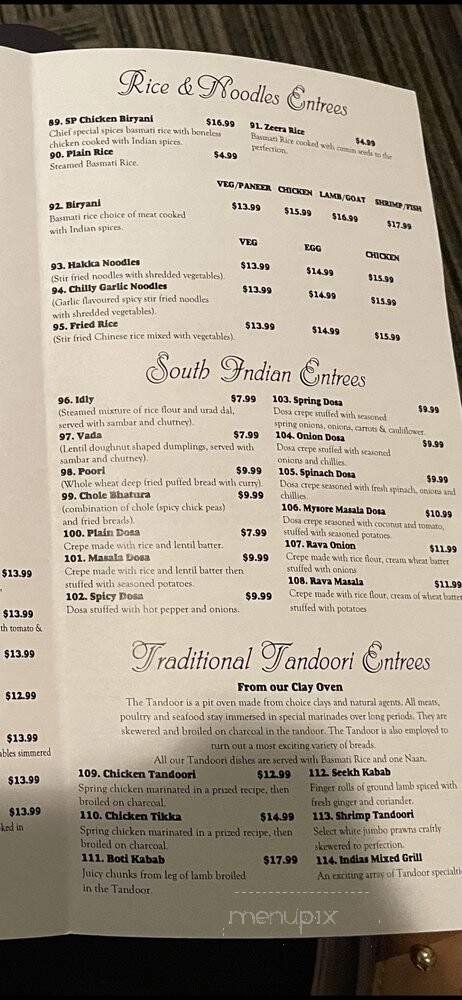 Rice & Noodles Entrees
89. SP Chicken Biryani $16.99
Chief special spices basmati rice with boneless
chicken cooked with Indian spices.
90. Plain Rice $4.99
Steamed Basmati Rice.
91. Zeera Rice $4.99
Basmati Rice cooked with cumin seeds to the
perfection.
VEG/PANEER CHICKEN LAMB/GOAT SHRIMP/FISH
92. Biryani $13.99 $15.99 $16.99 $17.99
Basmati rice choice of meat cooked
with Indian spices.
VEG EGG CHICKEN
93. Hakka Noodles $13.99 $14.99 $15.99
(Stir fried noodles with shredded vegetables).
94. Chilly Garlic Noodles $13.99 $14.99 $15.99
(Garlic flavoured spicy stir fried noodles
with shredded vegetables).
95. Fried Rice $13.99 $14.99 $15.99
(Stir fried Chinese rice mixed with vegetables).
South Indian Entrees
96. Idly $7.99
(Steamed mixture of rice flour and urad dal,
served with sambar and chutney).
97. Vada $7.99
(Lentil doughnut shaped dumplings, served with
sambar and chutney).
98. Poori $9.99
(Whole wheat deep fried puffed bread with curry).
99. Chole Bhatura $9.99
(combination of chole (spicy chick peas)
and fried breads).
100. Plain Dosa $7.99
Crepe made with rice and lentil batter.
101. Masala Dosa $9.99
Crepe made with rice and lentil batter then
stuffed with seasoned potatoes.
102. Spicy Dosa $9.99
Dosa stuffed with hot pepper and onions.
103. Spring Dosa $9.99
Dosa crepe stuffed with seasoned
spring onions, onions, carrots & cauliflower.
104. Onion Dosa $9.99
Dosa crepe stuffed with seasoned
onions and chillies.
105. Spinach Dosa $9.99
Dosa crepe seasoned with fresh spinach, onions and
chillies.
106. Mysore Masala Dosa $10.99
Dosa crepe seasoned with coconut and tomato,
stuffed with seasoned potatoes.
107. Rava Onion $11.99
Crepe made with rice flour, cream wheat batter
stuffed with onions
108. Rava Masala $11.99
Crepe made with rice flour, cream of wheat batter
stuffed with potatoes
Traditional Tandoori Entrees
From our Clay Oven
The Tandoor is a pit oven made from choice clays and natural agents. All meats,
poultry and seafood stay immersed in special marinades over long periods. They are
skewered and broiled on charcoal in the tandoor. The Tandoor is also employed to
turn out a most exciting variety of breads.
All our Tandoori dishes are served with Basmati Rice and one Naan.
109. Chicken Tandoori $12.99
Spring chicken marinated in a prized recipe, then
broiled on charcoal.
110. Chicken Tikka $14.99
Spring chicken marinated in a prized recipe, then
broiled on charcoal.
111. Boti Kabab $17.99
Juicy chunks from leg of lamb broiled
in the Tandoor.
112. Seekh Kabab
Finger rolls of ground lamb spiced with
fresh ginger and coriander.
113. Shrimp Tandoori
Select white jumbo prawns craftly
skewered to perfection.
114. Indias Mixed Grill
An exciting array of Tandoor specialti
$13.99
$13.99
th tomato &
$13.99
$12.99
$13.99
ables simmered
$13.99
$13.99
ked in
menupix